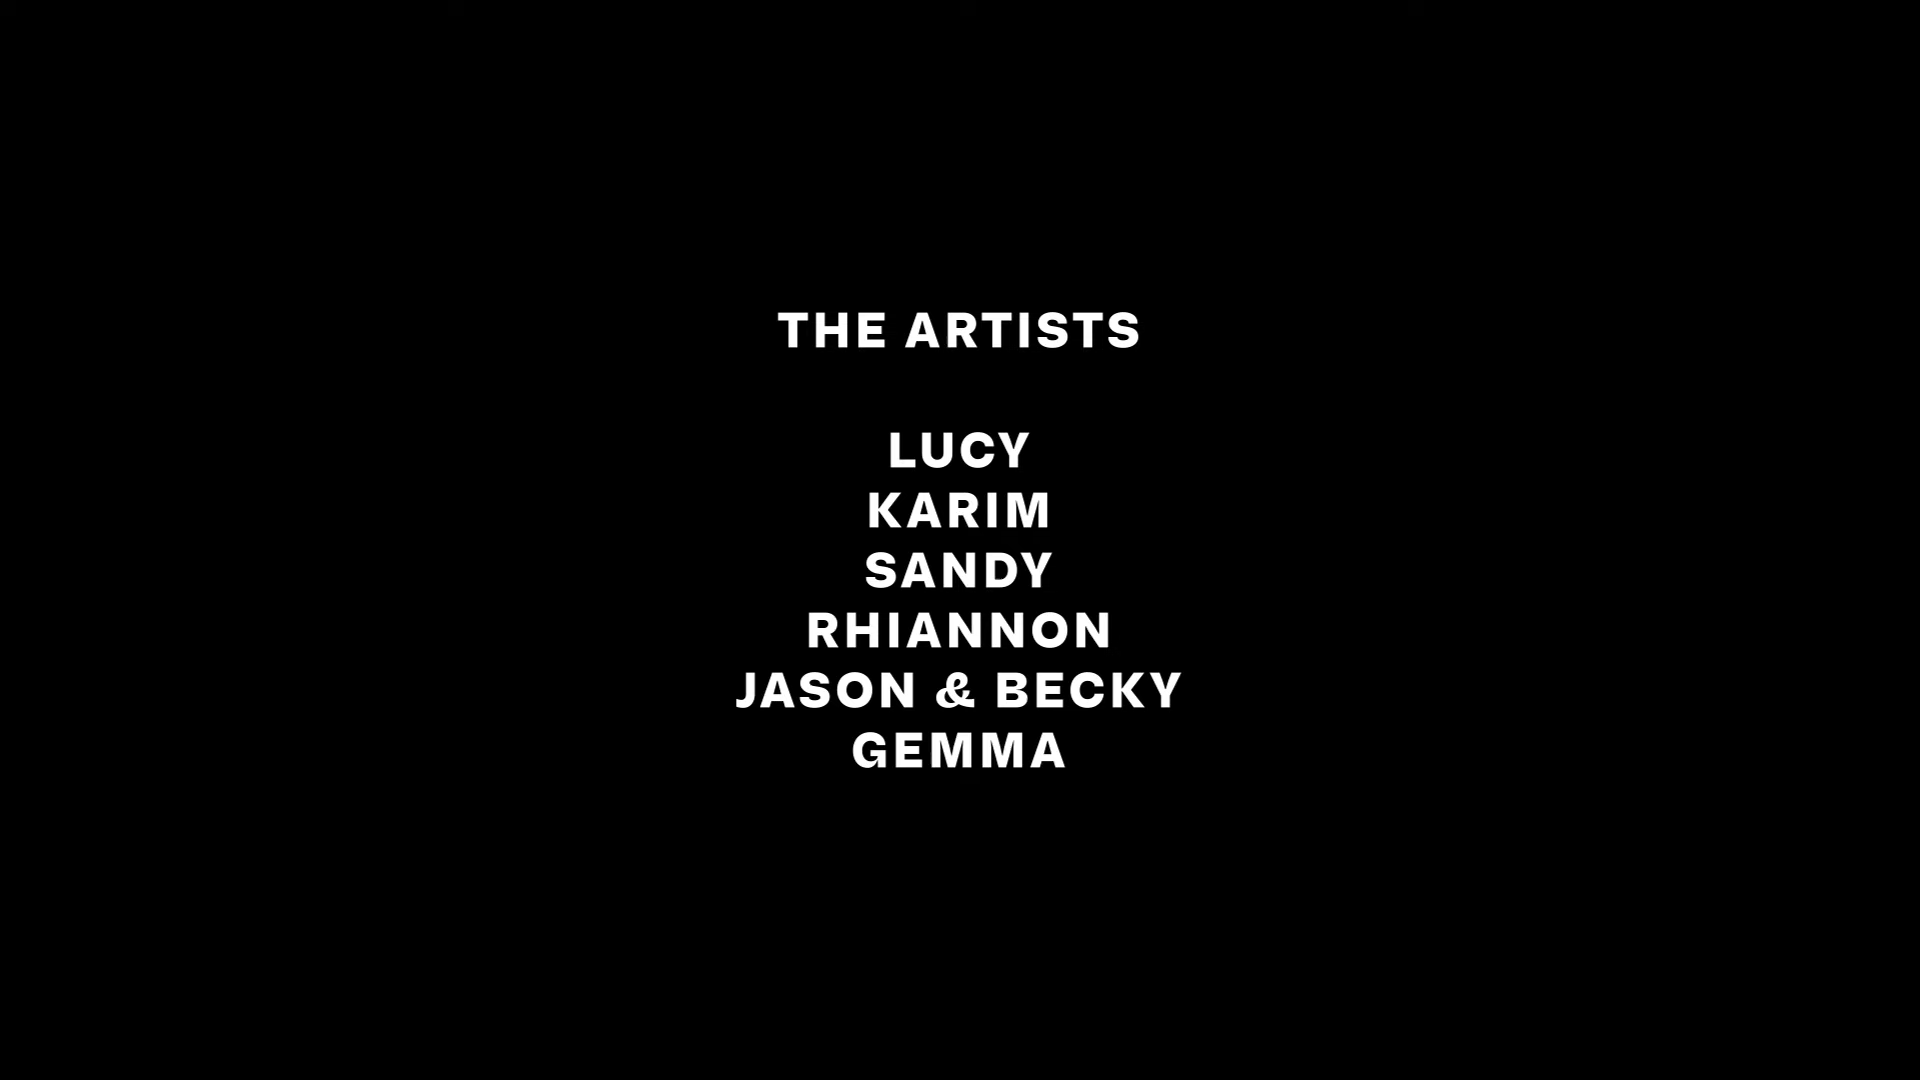 THE ARTISTS
LUCY
KARIM
SANDY
RHIANNON
JASON & BECKY
GEMMA